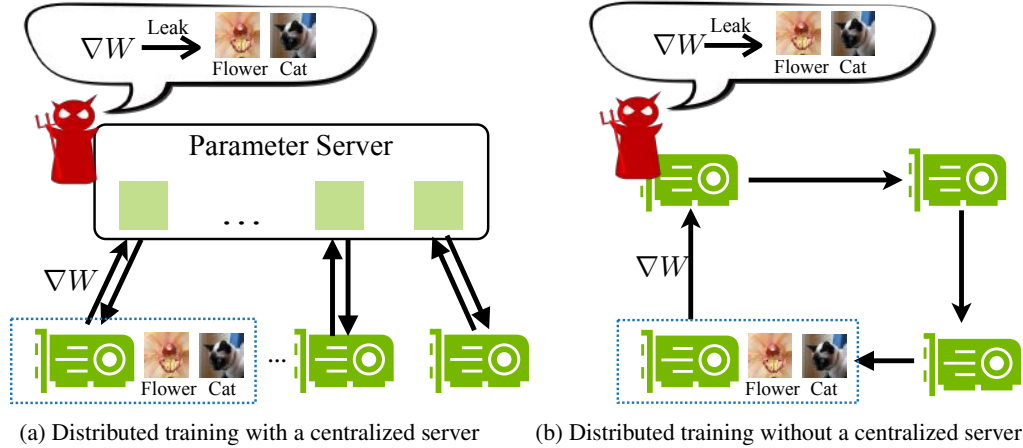 ∇W Leak
Flower Cat
Parameter Server
...
∇W
...
Flower Cat
(a) Distributed training with a centralized server
∇W Leak
Flower Cat
∇W
Flower Cat
(b) Distributed training without a centralized server